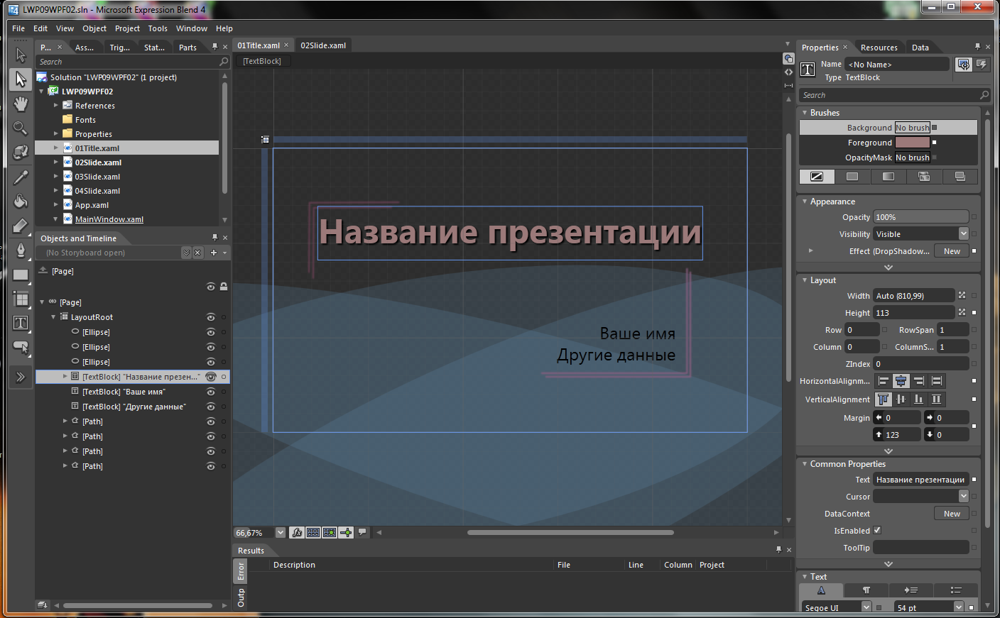 LWP09WPF02.sln - Microsoft Expression Blend 4
File Edit View Object Project Tools Window Help
P... × Ass... Trig... Stat... Parts
Search
Solution "LWP09WPF02" (1 project)
LWP09WPF02
References
Fonts
Properties
01Title.xaml
02Slide.xaml
03Slide.xaml
04Slide.xaml
App.xaml
MainWindow.xaml
Objects and Timeline
(No Storyboard open)
[Page]
[Page]
LayoutRoot
[Ellipse]
[Ellipse]
[Ellipse]
[TextBlock] "Название презен..."
[TextBlock] "Ваше имя"
[TextBlock] "Другие данные"
[Path]
[Path]
[Path]
[Path]
01Title.xaml × 02Slide.xaml
[TextBlock]
Название презентации
Ваше имя
Другие данные
66,67%
Results
Error
Outp
Description File Line Column Project
Properties × Resources Data
Name <No Name>
Type TextBlock
Search
Brushes
Background No brush
Foreground
OpacityMask No brush
Appearance
Opacity 100%
Visibility Visible
Effect (DropShadow... New
Layout
Width Auto (810,99)
Height 113
Row 0 RowSpan 1
Column 0 ColumnS... 1
ZIndex 0
HorizontalAlignm...
VerticalAlignment
Margin 0 0
123 0
Common Properties
Text Название презентации
Cursor
DataContext New
IsEnabled
ToolTip
Text
Segoe UI 54 pt